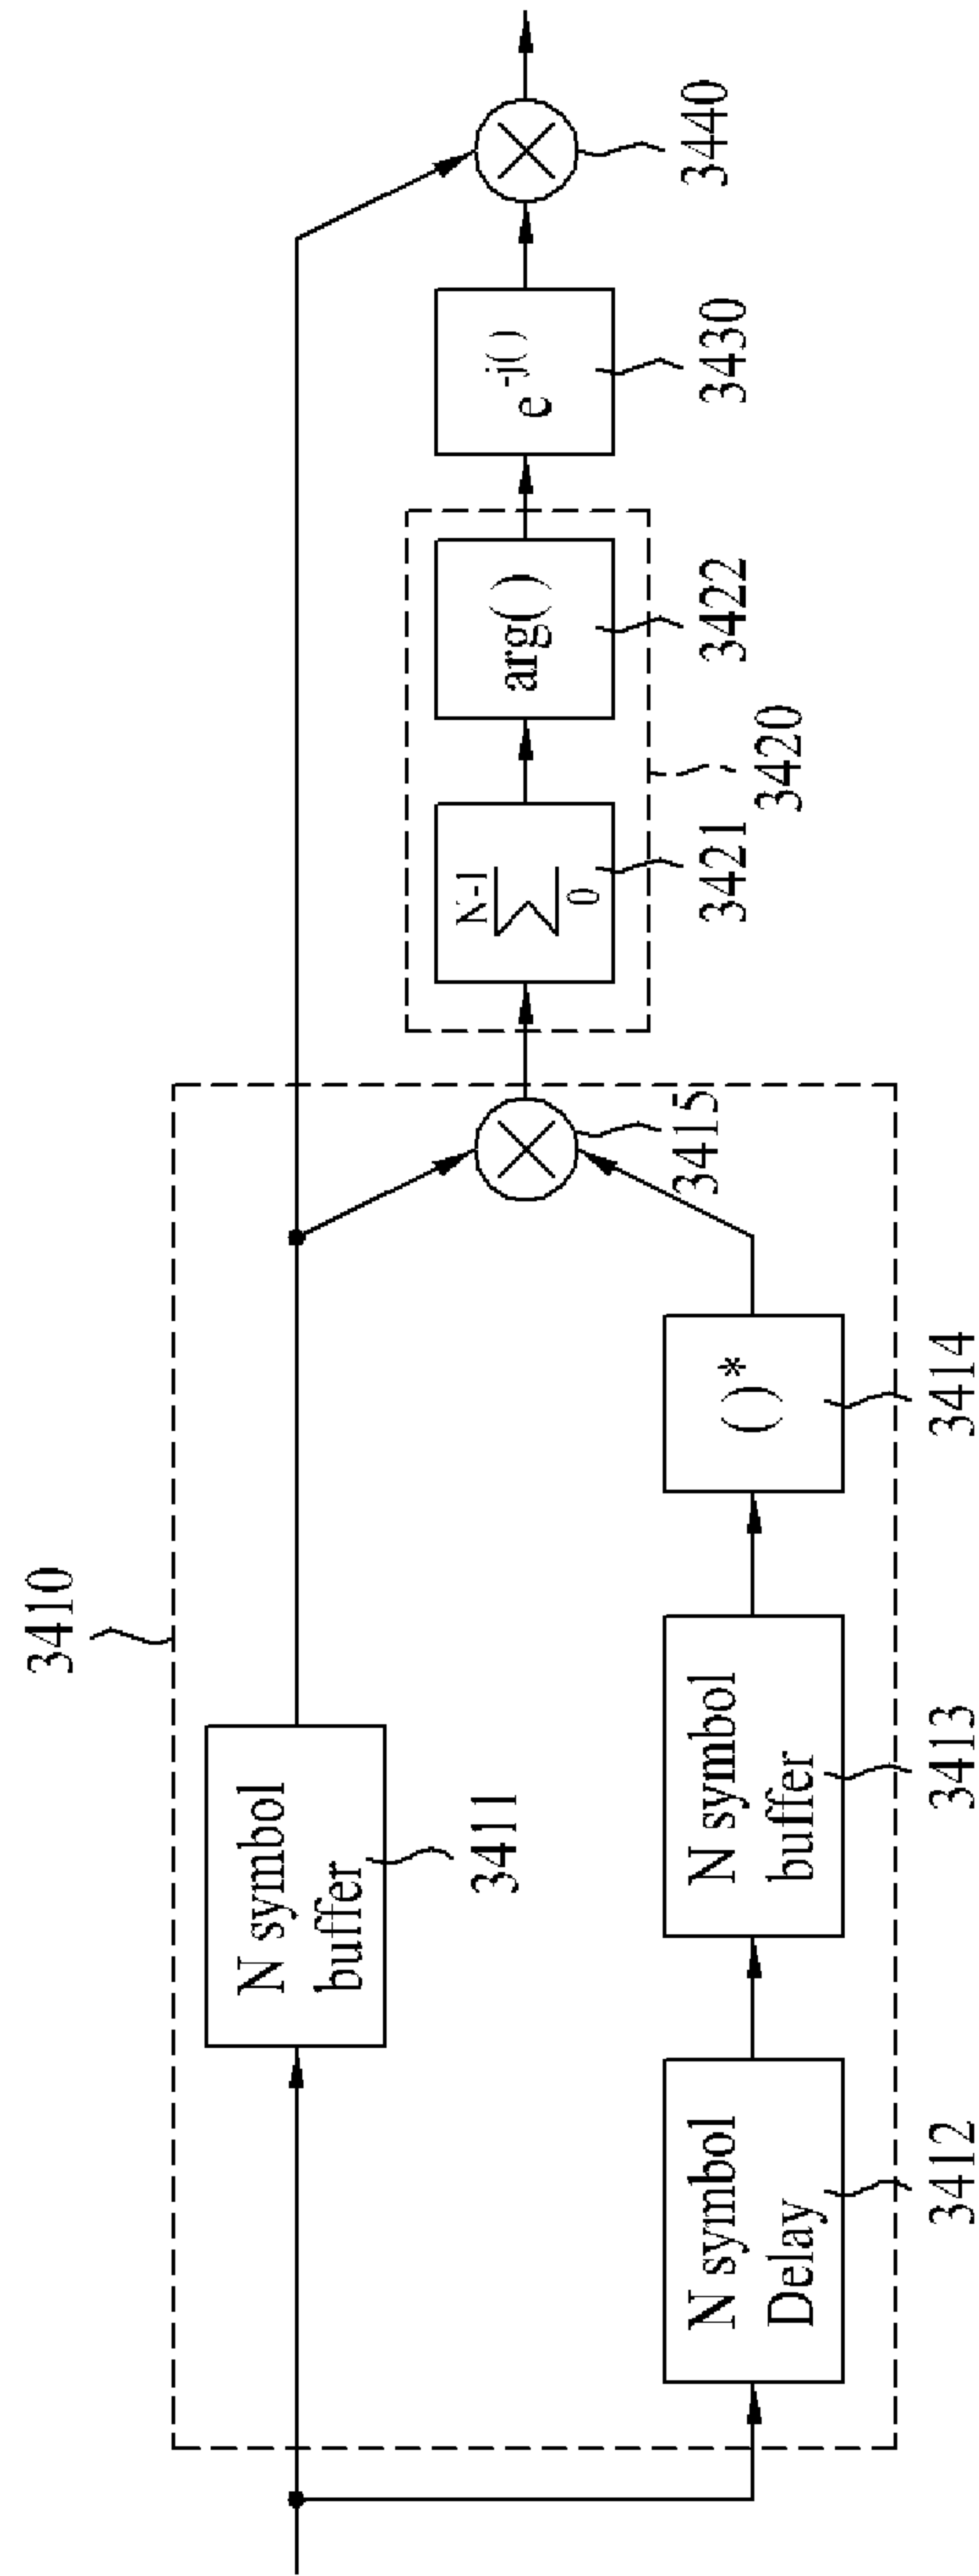 3410
N symbol
buffer
3411
N symbol
Delay
3412
N symbol
buffer
3413
()*
3414
3415
N-1
∑
0
3421
arg()
3422
3420
e-j()
3430
3440